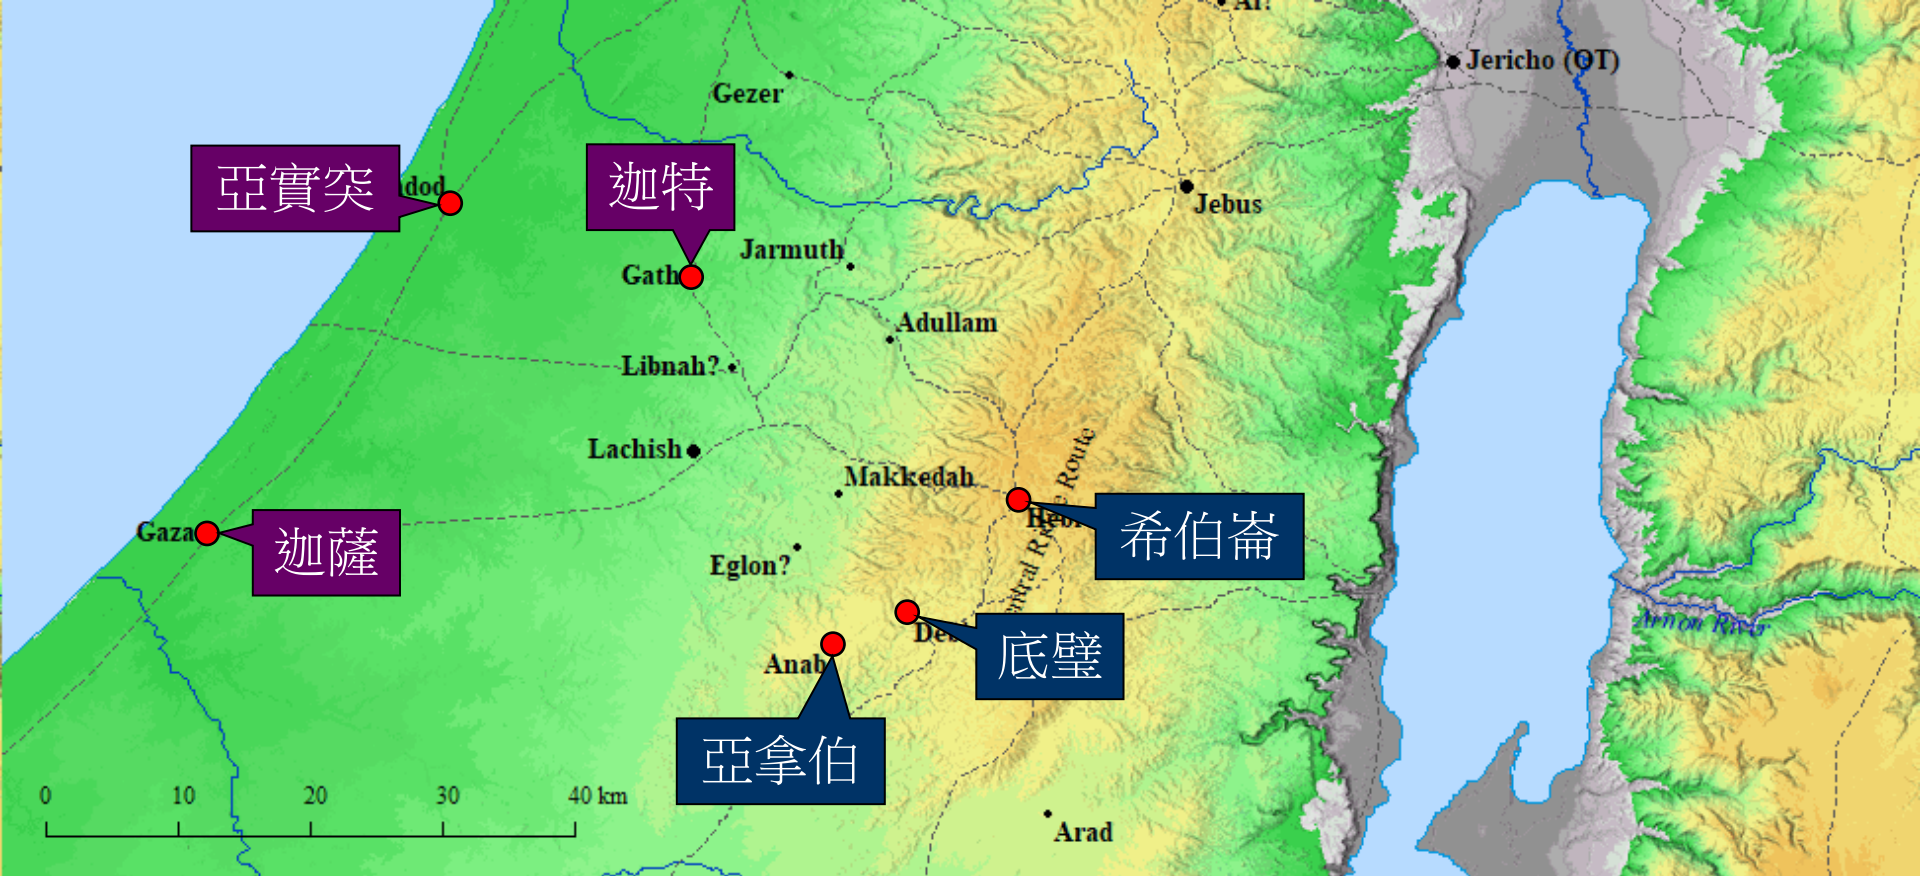 Ai?
Jericho (OT)
Gezer
亞實突
dod
迦特
Jebus
Jarmuth
Gath
Adullam
Libnah?
Lachish
Makkedah
Route
希伯崙
Gaza
迦薩
Eglon?
底璧
Anab
Arnon River
亞拿伯
0 10 20 30 40 km
Arad